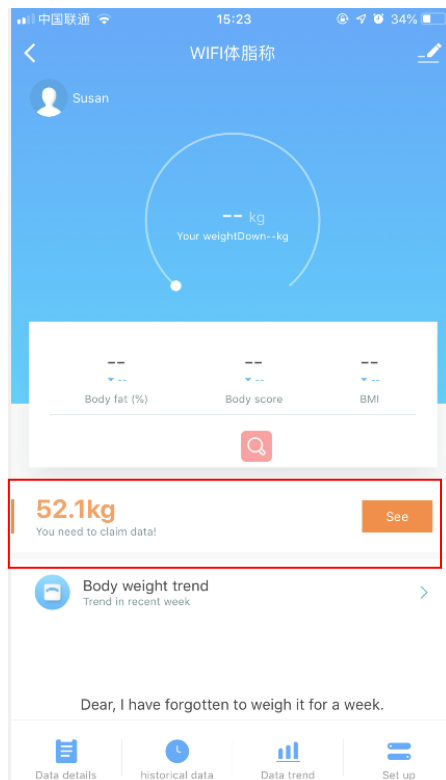 中国联通 15:23 34%
WIFI体脂称
Susan
-- kg
Your weightDown--kg
-- -- --
-- -- --
Body fat (%) Body score BMI
52.1kg
See
You need to claim data!
Body weight trend
Trend in recent week
Dear, I have forgotten to weigh it for a week.
Data details historical data Data trend Set up